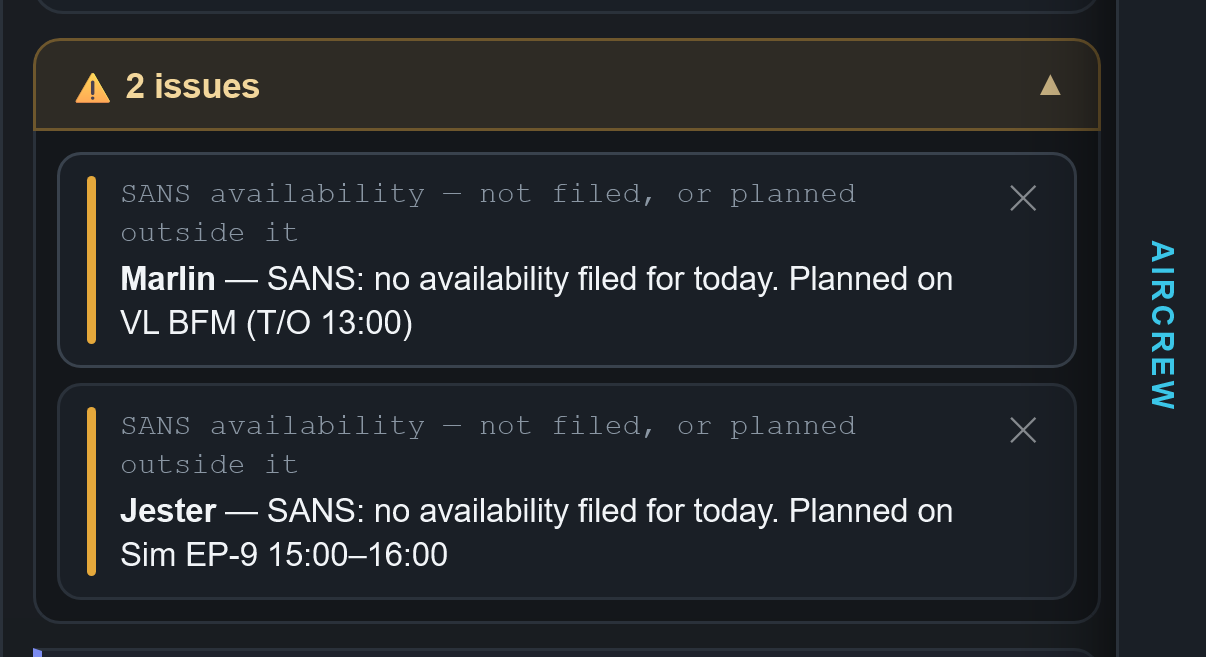 ⚠️ 2 issues ▲
SANS availability — not filed, or planned
outside it
Marlin — SANS: no availability filed for today. Planned on
VL BFM (T/O 13:00)
SANS availability — not filed, or planned
outside it
Jester — SANS: no availability filed for today. Planned on
Sim EP-9 15:00–16:00
AIRCREW